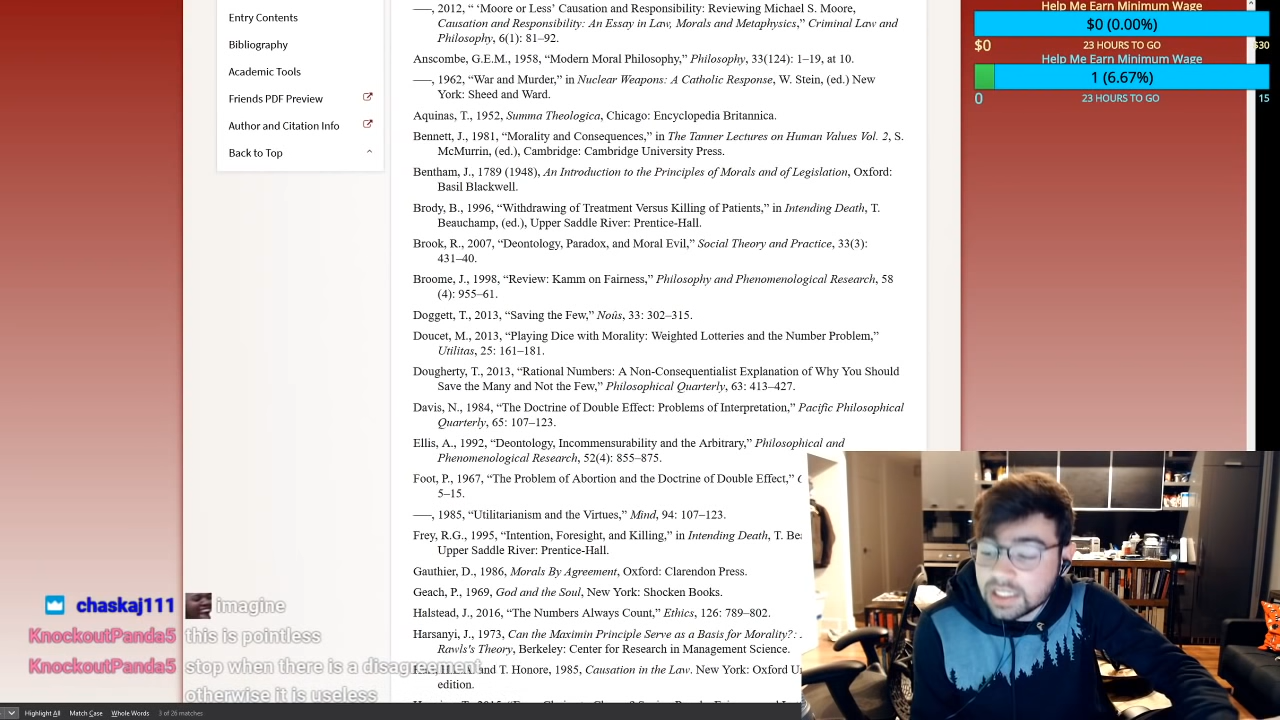 Entry Contents
Bibliography
Academic Tools
Friends PDF Preview
Author and Citation Info
Back to Top
–––, 2012, “ ‘Moore or Less’ Causation and Responsibility: Reviewing Michael S. Moore,
Causation and Responsibility: An Essay in Law, Morals and Metaphysics,” Criminal Law and
Philosophy, 6(1): 81–92.
Anscombe, G.E.M., 1958, “Modern Moral Philosophy,” Philosophy, 33(124): 1–19, at 10.
–––, 1962, “War and Murder,” in Nuclear Weapons: A Catholic Response, W. Stein, (ed.) New
York: Sheed and Ward.
Aquinas, T., 1952, Summa Theologica, Chicago: Encyclopedia Britannica.
Bennett, J., 1981, “Morality and Consequences,” in The Tanner Lectures on Human Values Vol. 2, S.
McMurrin, (ed.), Cambridge: Cambridge University Press.
Bentham, J., 1789 (1948), An Introduction to the Principles of Morals and of Legislation, Oxford:
Basil Blackwell.
Brody, B., 1996, “Withdrawing of Treatment Versus Killing of Patients,” in Intending Death, T.
Beauchamp, (ed.), Upper Saddle River: Prentice-Hall.
Brook, R., 2007, “Deontology, Paradox, and Moral Evil,” Social Theory and Practice, 33(3):
431–40.
Broome, J., 1998, “Review: Kamm on Fairness,” Philosophy and Phenomenological Research, 58
(4): 955–61.
Doggett, T., 2013, “Saving the Few,” Noûs, 33: 302–315.
Doucet, M., 2013, “Playing Dice with Morality: Weighted Lotteries and the Number Problem,”
Utilitas, 25: 161–181.
Dougherty, T., 2013, “Rational Numbers: A Non-Consequentialist Explanation of Why You Should
Save the Many and Not the Few,” Philosophical Quarterly, 63: 413–427.
Davis, N., 1984, “The Doctrine of Double Effect: Problems of Interpretation,” Pacific Philosophical
Quarterly, 65: 107–123.
Ellis, A., 1992, “Deontology, Incommensurability and the Arbitrary,” Philosophical and
Phenomenological Research, 52(4): 855–875.
Foot, P., 1967, “The Problem of Abortion and the Doctrine of Double Effect,”
5–15.
–––, 1985, “Utilitarianism and the Virtues,” Mind, 94: 107–123.
Frey, R.G., 1995, “Intention, Foresight, and Killing,” in Intending Death, T. Be
Upper Saddle River: Prentice-Hall.
Gauthier, D., 1986, Morals By Agreement, Oxford: Clarendon Press.
Geach, P., 1969, God and the Soul, New York: Shocken Books.
Halstead, J., 2016, “The Numbers Always Count,” Ethics, 126: 789–802.
Harsanyi, J., 1973, Can the Maximin Principle Serve as a Basis for Morality?:
Rawls's Theory, Berkeley: Center for Research in Management Science.
and T. Honore, 1985, Causation in the Law. New York: Oxford Un
edition.
Help Me Earn Minimum Wage
$0 (0.00%)
$0 23 HOURS TO GO $30
Help Me Earn Minimum Wage
1 (6.67%)
0 23 HOURS TO GO 15
chaskaj111 imagine
KnockoutPanda5 this is pointless
KnockoutPanda5 stop when there is a disagreement
otherwise it is useless
Highlight All Match Case Whole Words 3 of 26 matches